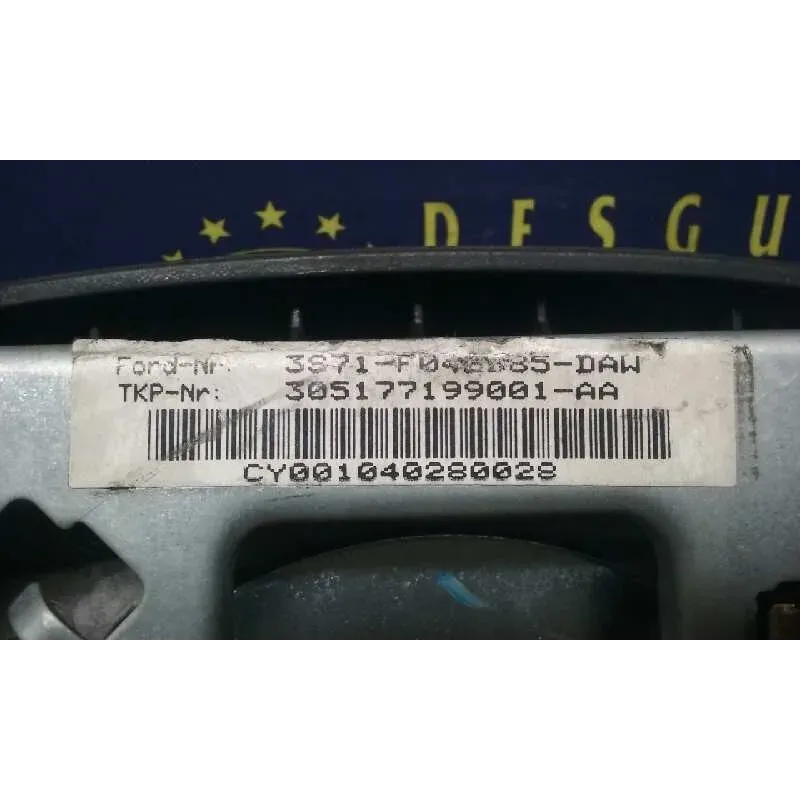 DESGU
Ford-Nr: 3S71-F042B85-DAW
TKP-Nr: 305177199001-AA
CY001040280028